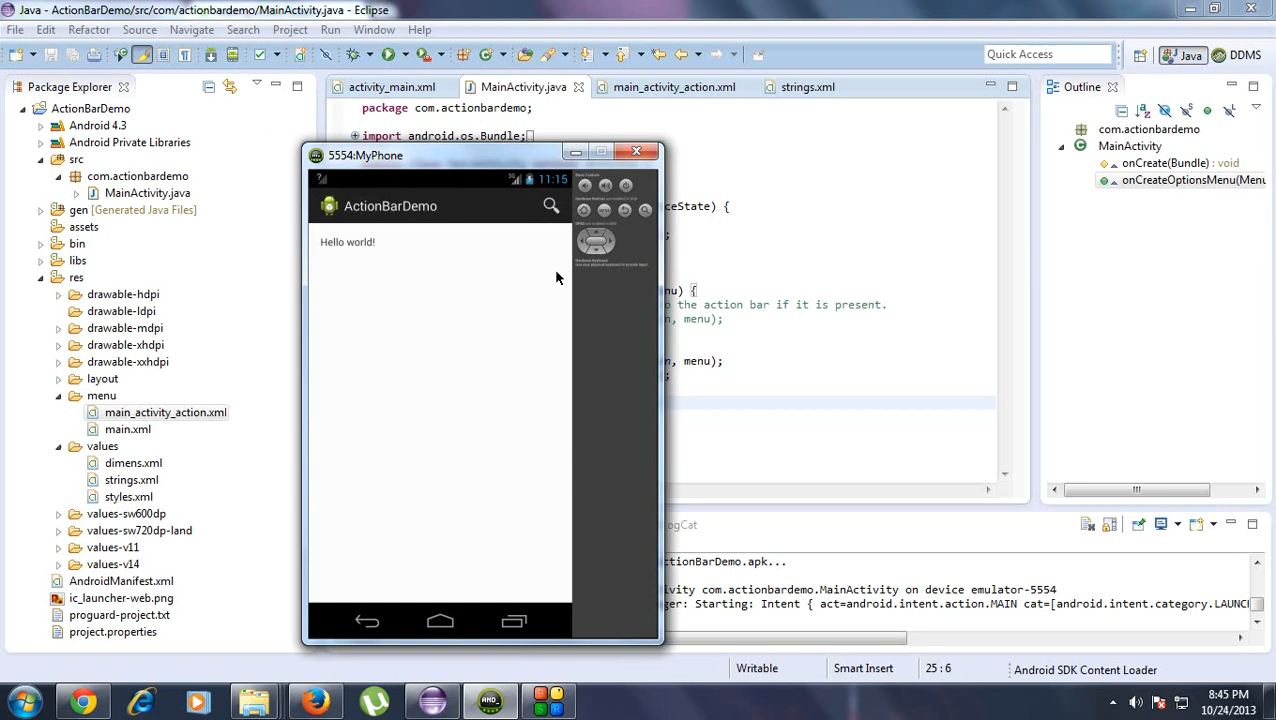 Java - ActionBarDemo/src/com/actionbardemo/MainActivity.java - Eclipse
File Edit Refactor Source Navigate Search Project Run Window Help
Quick Access
Java
DDMS
Package Explorer
activity_main.xml
MainActivity.java
main_activity_action.xml
strings.xml
Outline
ActionBarDemo
Android 4.3
Android Private Libraries
src
com.actionbardemo
MainActivity.java
gen [Generated Java Files]
assets
bin
libs
res
drawable-hdpi
drawable-ldpi
drawable-mdpi
drawable-xhdpi
drawable-xxhdpi
layout
menu
main_activity_action.xml
main.xml
values
dimens.xml
strings.xml
styles.xml
values-sw600dp
values-sw720dp-land
values-v11
values-v14
AndroidManifest.xml
ic_launcher-web.png
proguard-project.txt
project.properties
package com.actionbardemo;
import android.os.Bundle;
ceState) {
;
nu) {
o the action bar if it is present.
n, menu);
n, menu);
;
5554:MyPhone
3G
11:15
ActionBarDemo
Hello world!
MENU
com.actionbardemo
MainActivity
onCreate(Bundle) : void
onCreateOptionsMenu(Menu
ogCat
ctionBarDemo.apk...
ivity com.actionbardemo.MainActivity on device emulator-5554
ger: Starting: Intent { act=android.intent.action.MAIN cat=[android.intent.category.LAUNC
Writable
Smart Insert
25 : 6
Android SDK Content Loader
8:45 PM
10/24/2013